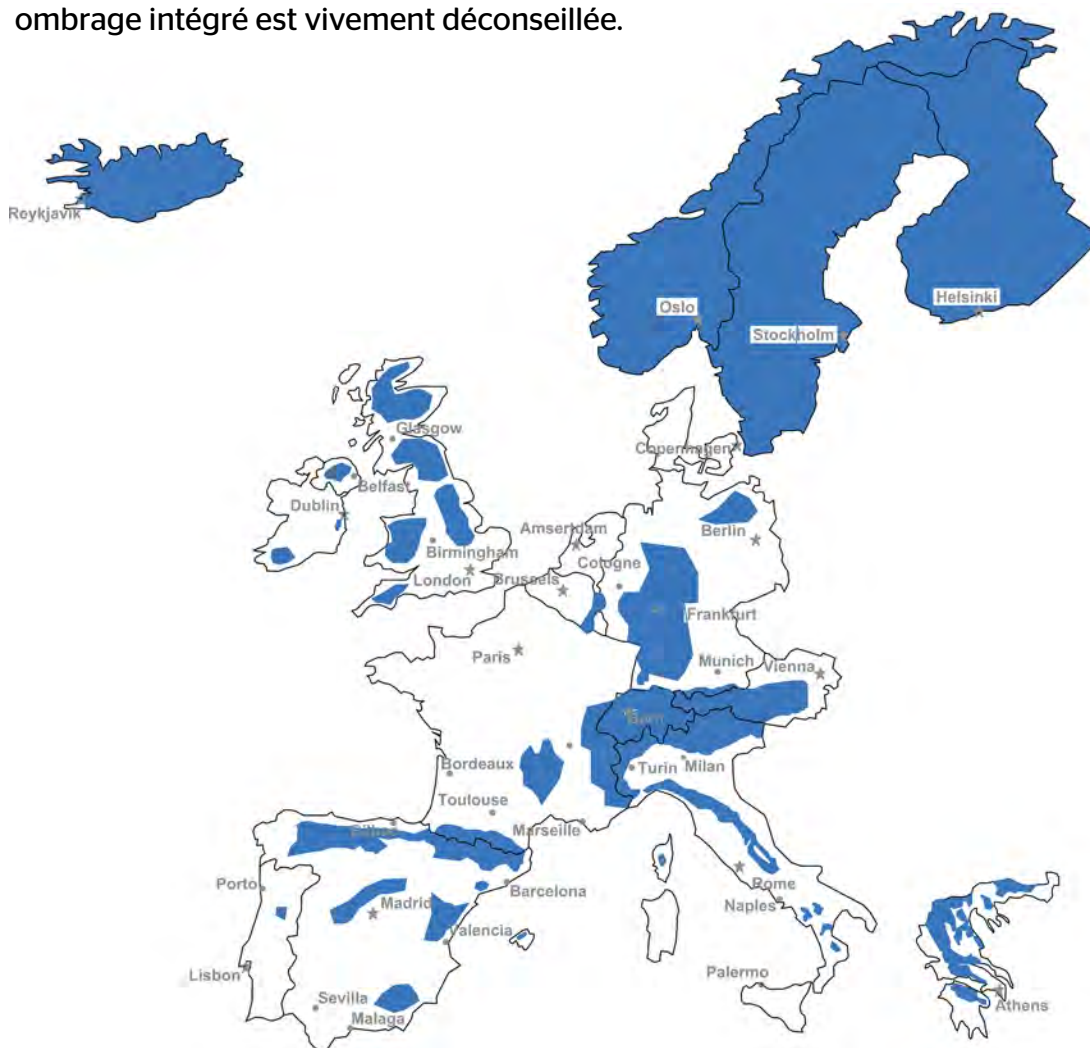 ombrage intégré est vivement déconseillée.
Reykjavik
Oslo
Helsinki
Stockholm
Glasgow
Copenhagen
Belfast
Dublin
Amsertdam
Berlin
Birmingham
Cologne
London
Brussels
Frankfurt
Paris
Munich
Vienna
Bern
Bordeaux
Turin
Milan
Toulouse
Marseille
Bilbao
Porto
Madrid
Barcelona
Rome
Naples
Valencia
Lisbon
Palermo
Sevilla
Athens
Malaga